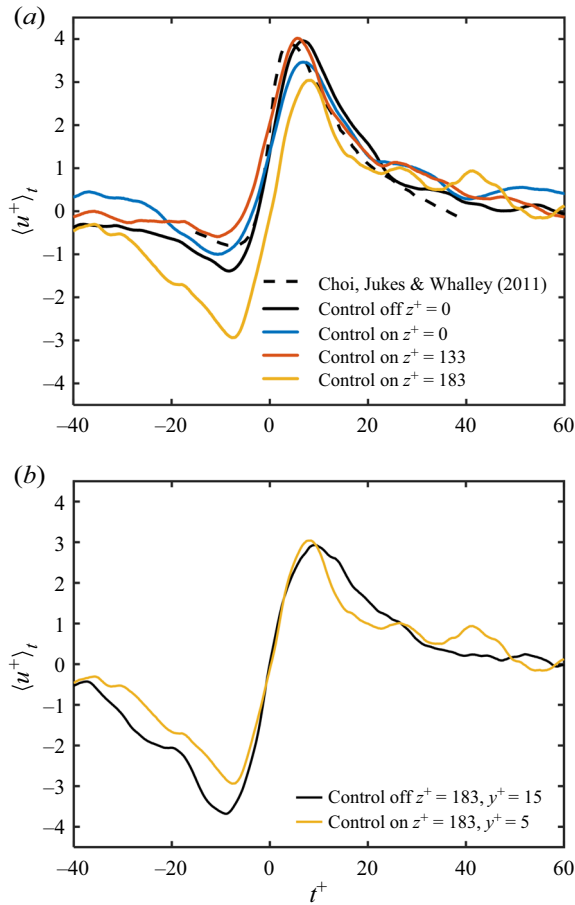 (a)
4
3
2
1
0
–1
–2
–3
–4
⟨u⁺⟩ₜ
Choi, Jukes & Whalley (2011)
Control off z⁺ = 0
Control on z⁺ = 0
Control on z⁺ = 133
Control on z⁺ = 183
–40 –20 0 20 40 60
(b)
4
3
2
1
0
–1
–2
–3
–4
⟨u⁺⟩ₜ
Control off z⁺ = 183, y⁺ = 15
Control on z⁺ = 183, y⁺ = 5
–40 –20 0 20 40 60
t⁺